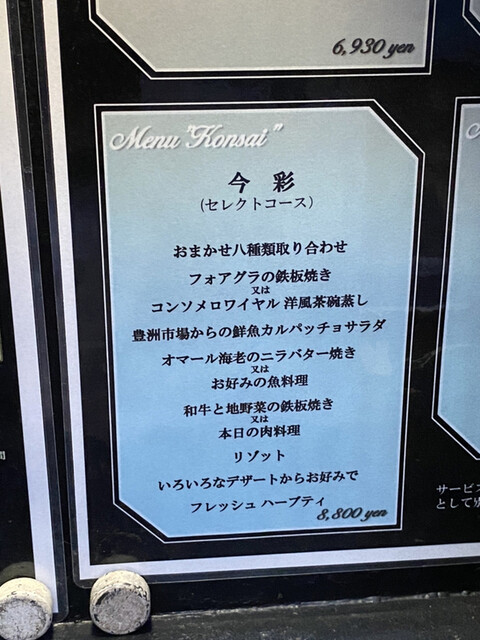 6,930 yen
Menu "Konsai"
今 彩
(セレクトコース)
おまかせ八種類取り合わせ
フォアグラの鉄板焼き
又は
コンソメロワイヤル 洋風茶碗蒸し
豊洲市場からの鮮魚カルパッチョサラダ
オマール海老のニラバター焼き
又は
お好みの魚料理
和牛と地野菜の鉄板焼き
又は
本日の肉料理
リゾット
いろいろなデザートからお好みで
フレッシュ ハーブティ
8,800 yen
サービス
として別